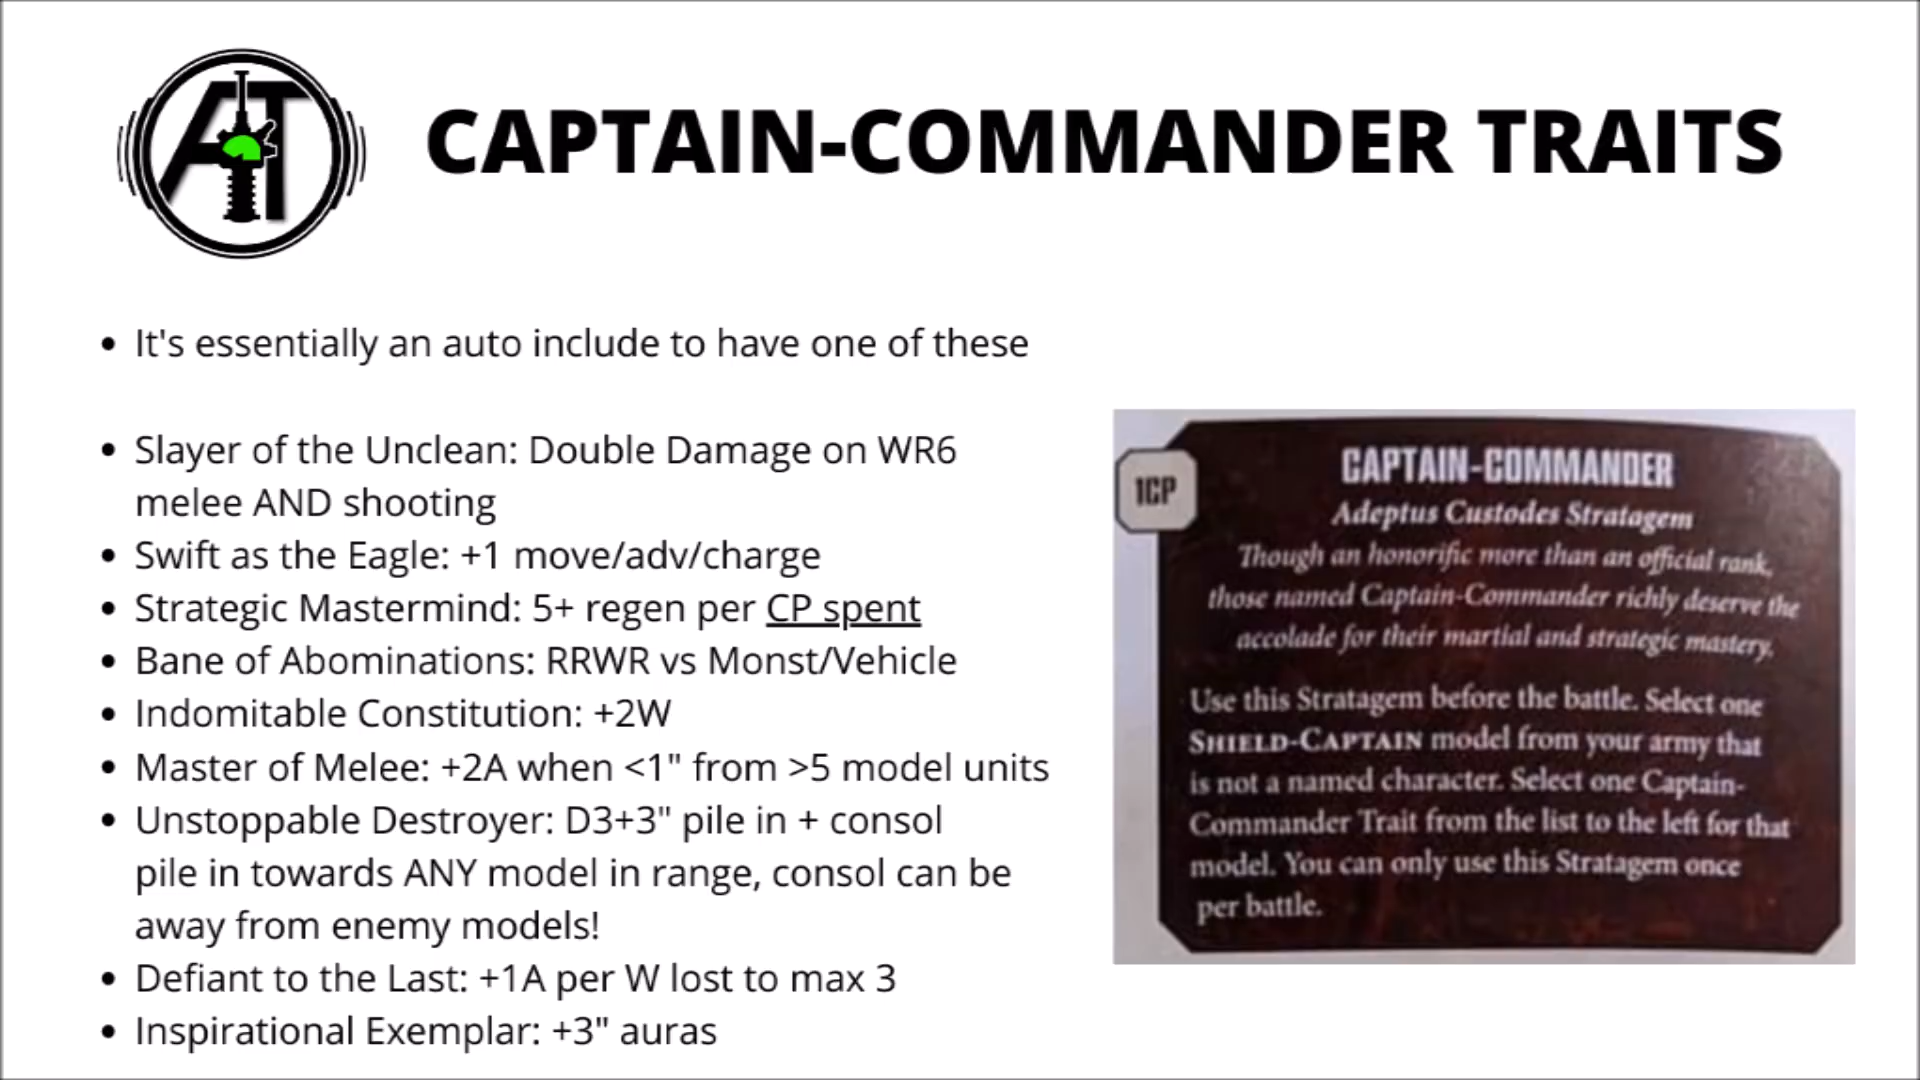 AT
CAPTAIN-COMMANDER TRAITS
• It's essentially an auto include to have one of these
• Slayer of the Unclean: Double Damage on WR6
melee AND shooting
• Swift as the Eagle: +1 move/adv/charge
• Strategic Mastermind: 5+ regen per CP spent
• Bane of Abominations: RRWR vs Monst/Vehicle
• Indomitable Constitution: +2W
• Master of Melee: +2A when <1" from >5 model units
• Unstoppable Destroyer: D3+3" pile in + consol
pile in towards ANY model in range, consol can be
away from enemy models!
• Defiant to the Last: +1A per W lost to max 3
• Inspirational Exemplar: +3" auras
1CP
CAPTAIN-COMMANDER
Adeptus Custodes Stratagem
Though an honorific more than an official rank,
those named Captain-Commander richly deserve the
accolade for their martial and strategic mastery.
Use this Stratagem before the battle. Select one
SHIELD-CAPTAIN model from your army that
is not a named character. Select one Captain-
Commander Trait from the list to the left for that
model. You can only use this Stratagem once
per battle.